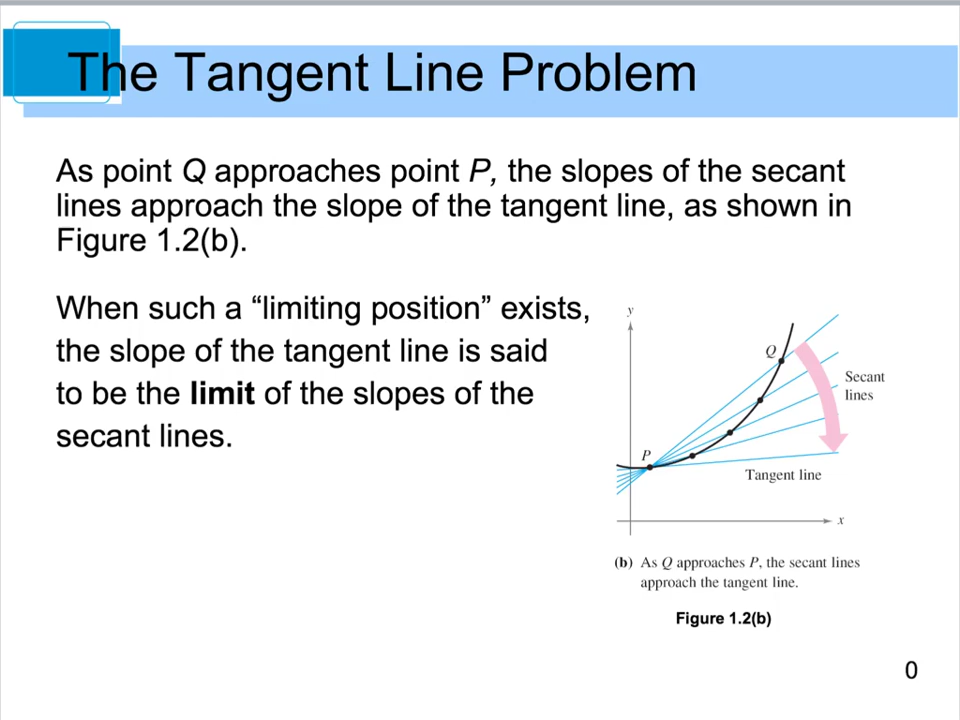 The Tangent Line Problem
As point Q approaches point P, the slopes of the secant
lines approach the slope of the tangent line, as shown in
Figure 1.2(b).
When such a “limiting position” exists,
the slope of the tangent line is said
to be the limit of the slopes of the
secant lines.
y
Q
Secant
lines
P
Tangent line
x
(b) As Q approaches P, the secant lines
approach the tangent line.
Figure 1.2(b)
0